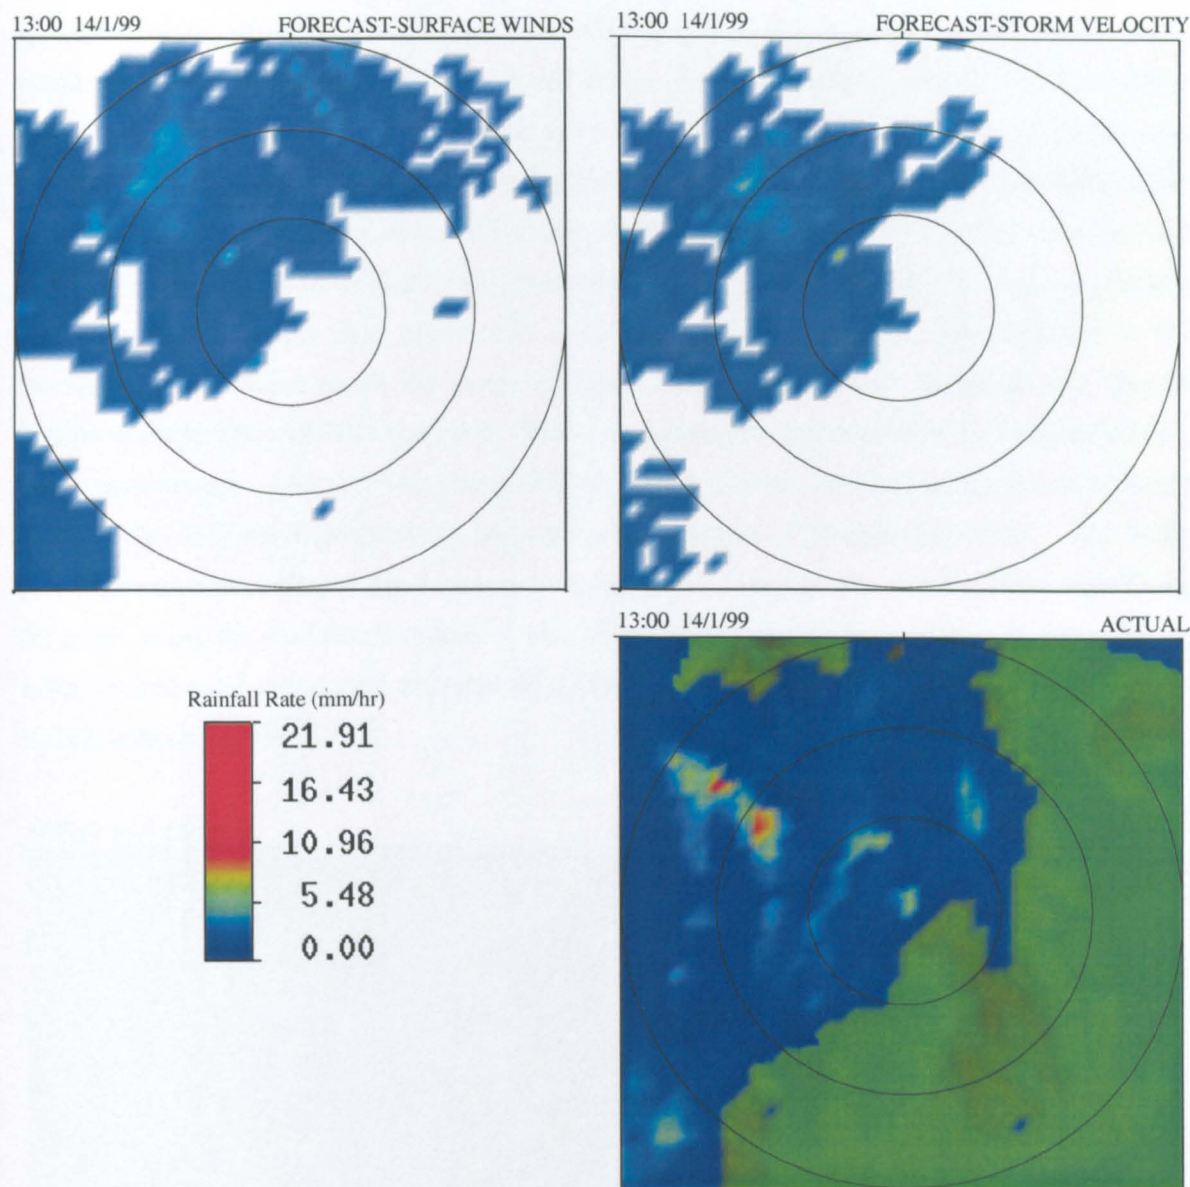 13:00 14/1/99 FORECAST-SURFACE WINDS
13:00 14/1/99 FORECAST-STORM VELOCITY
13:00 14/1/99 ACTUAL
Rainfall Rate (mm/hr)
21.91
16.43
10.96
5.48
0.00